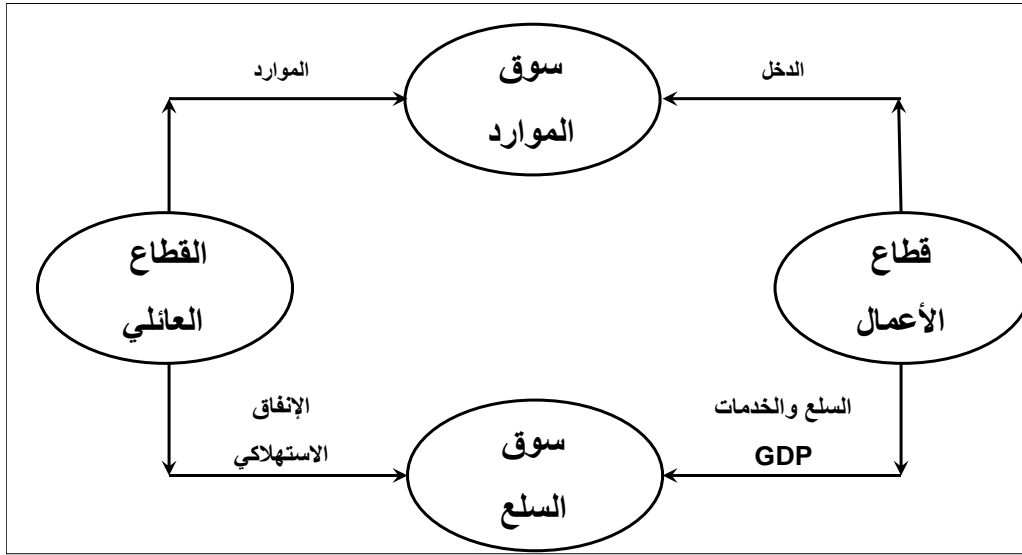 سوق
الموارد
الدخل
الموارد
قطاع
الأعمال
القطاع
العائلي
السلع والخدمات
GDP
الإنفاق
الاستهلاكي
سوق
السلع